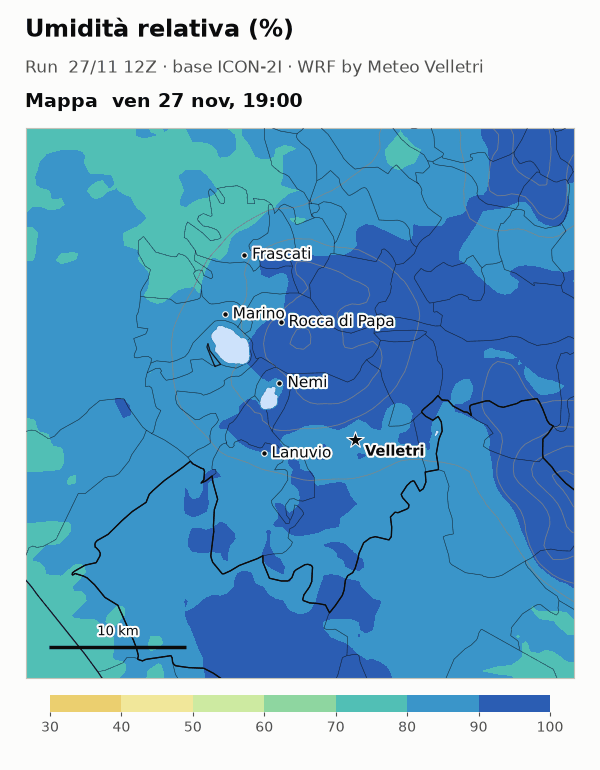 Umidità relativa (%)
Run 27/11 12Z · base ICON-2I · WRF by Meteo Velletri
Mappa ven 27 nov, 19:00
Frascati
Marino
Rocca di Papa
Nemi
Velletri
Lanuvio
10 km
30 40 50 60 70 80 90 100